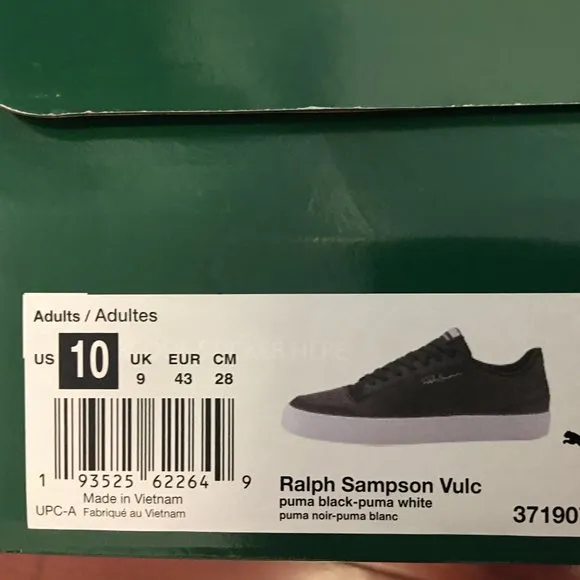 Adults / Adultes
US 10 UK EUR CM
9 43 28
1 93525 62264 9
Made in Vietnam
UPC-A Fabriqué au Vietnam
Ralph Sampson Vulc
puma black-puma white
puma noir-puma blanc